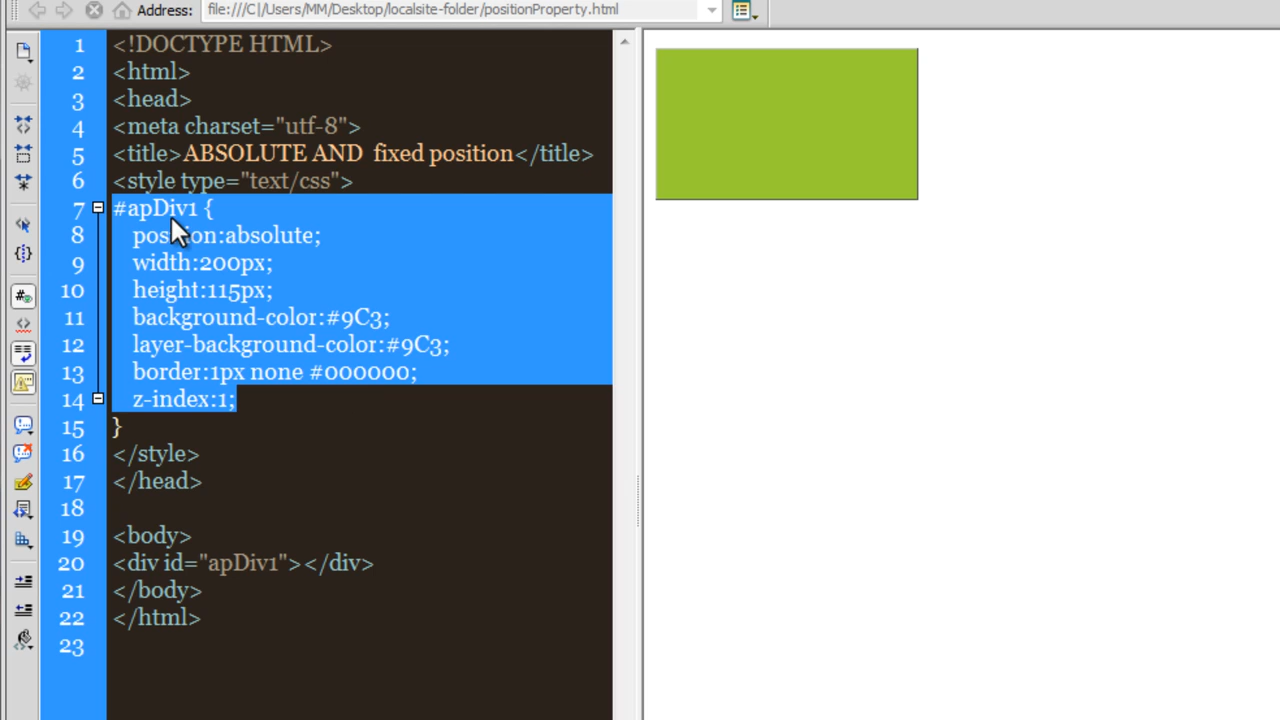 file:///C|/Users/MM/Desktop/localsite-folder/positionProperty.html
1 <!DOCTYPE HTML>
2 <html>
3 <head>
4 <meta charset="utf-8">
5 <title>ABSOLUTE AND  fixed position</title>
6 <style type="text/css">
7 #apDiv1 {
8 position:absolute;
9 width:200px;
10 height:115px;
11 background-color:#9C3;
12 layer-background-color:#9C3;
13 border:1px none #000000;
14 z-index:1;
15 }
16 </style>
17 </head>
18
19 <body>
20 <div id="apDiv1"></div>
21 </body>
22 </html>
23